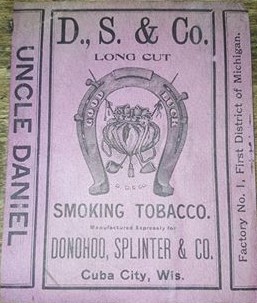 D., S. & Co.
LONG CUT
GOOD LUCK
SMOKING TOBACCO.
Manufactured Expressly for
DONOHOO, SPLINTER & CO.
Cuba City, Wis.
UNCLE DANIEL
Factory No. 1, First District of Michigan.